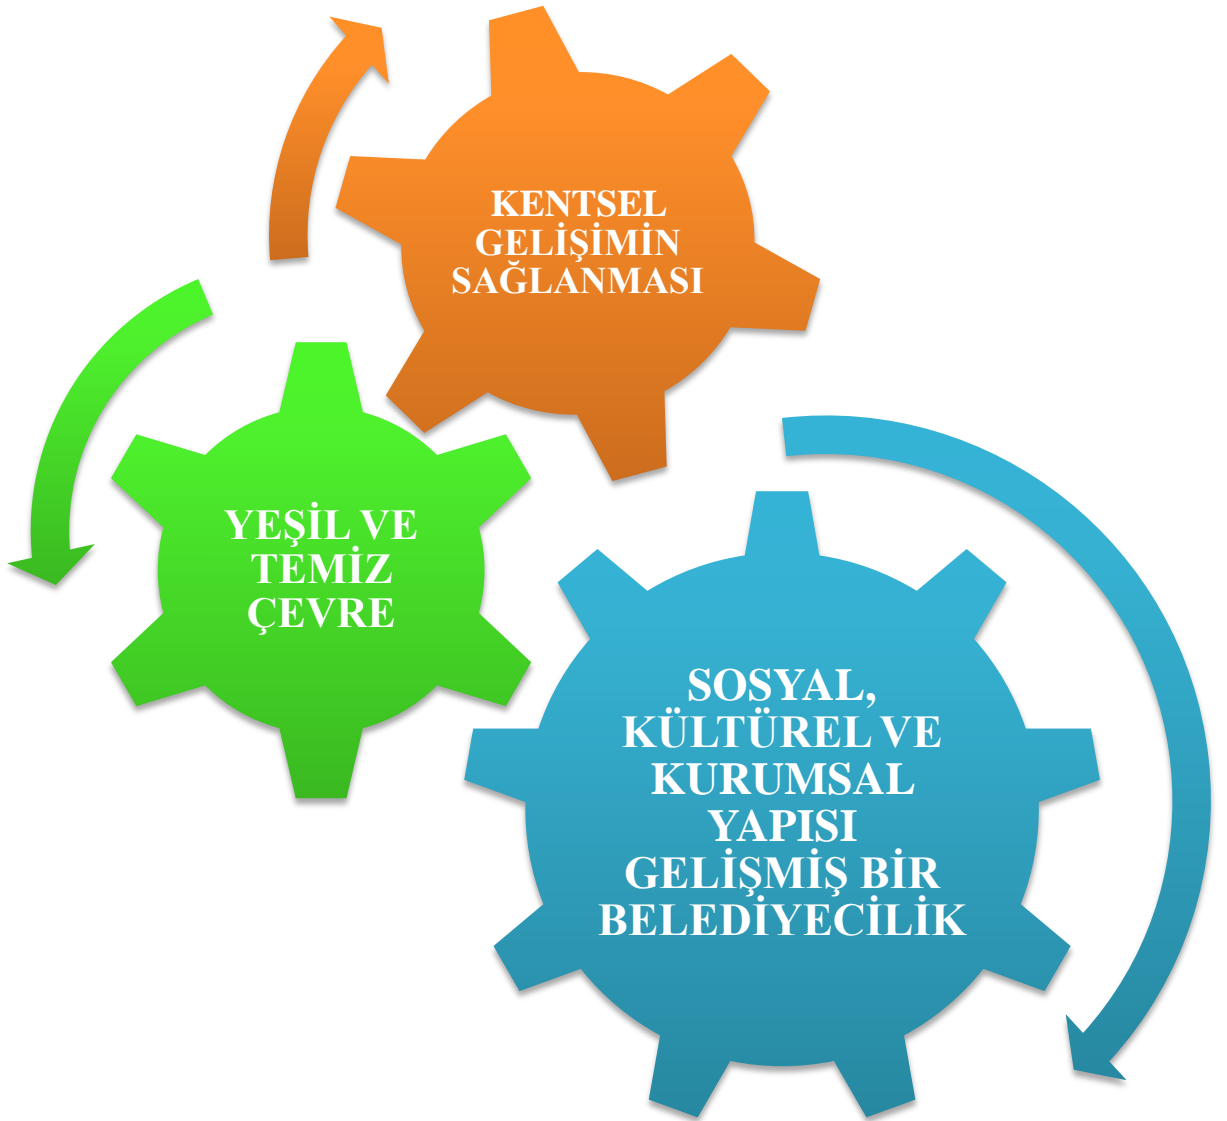 KENTSEL
GELİŞİMİN
SAĞLANMASI
YEŞİL VE
TEMİZ
ÇEVRE
SOSYAL,
KÜLTÜREL VE
KURUMSAL
YAPISI
GELİŞMİŞ BİR
BELEDİYECİLİK